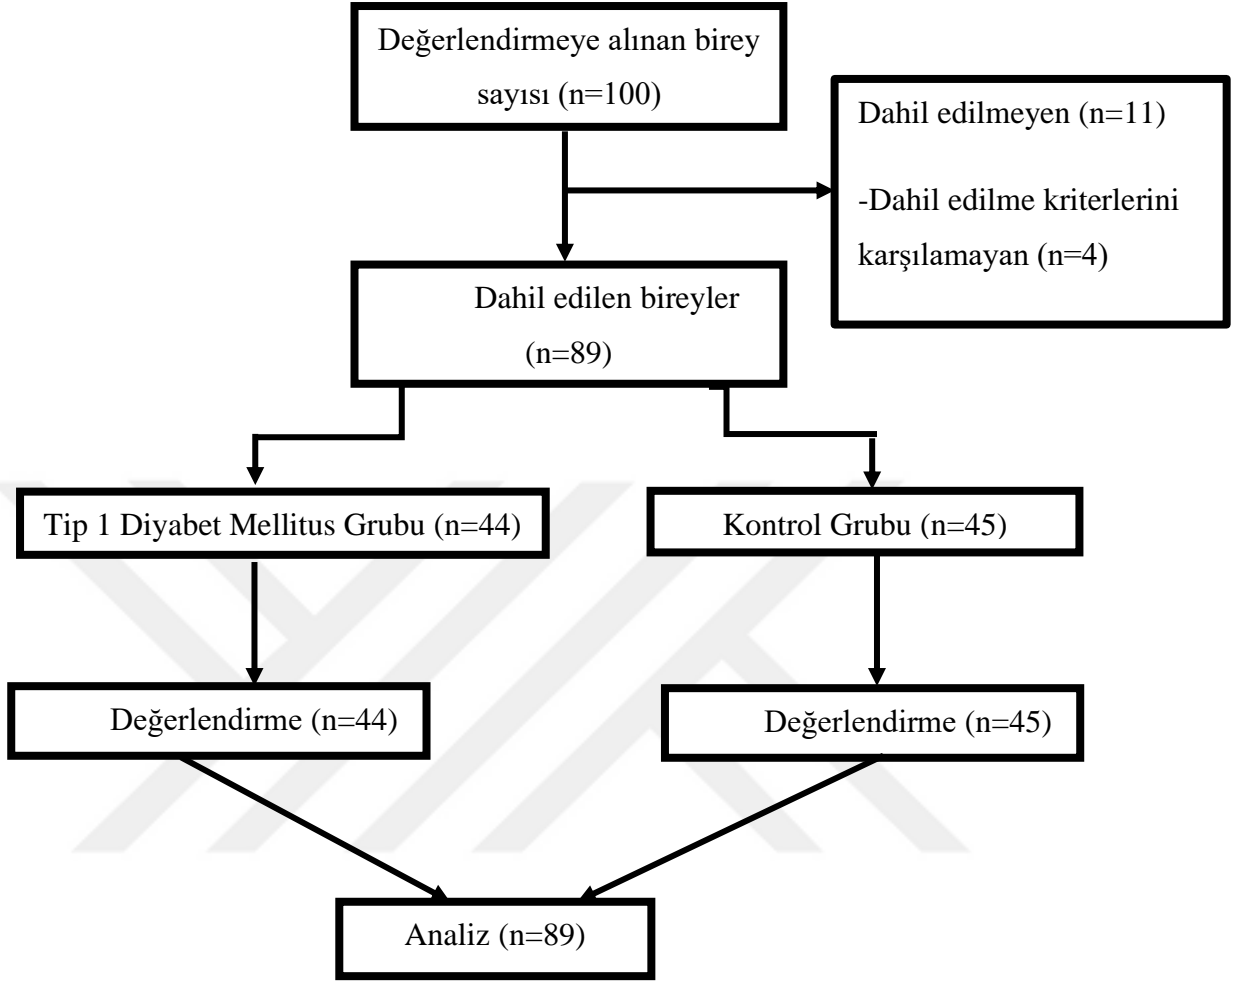 Değerlendirmeye alınan birey
sayısı (n=100)
Dahil edilmeyen (n=11)
-Dahil edilme kriterlerini
karşılamayan (n=4)
Dahil edilen bireyler
(n=89)
Tip 1 Diyabet Mellitus Grubu (n=44)
Kontrol Grubu (n=45)
Değerlendirme (n=44)
Değerlendirme (n=45)
Analiz (n=89)